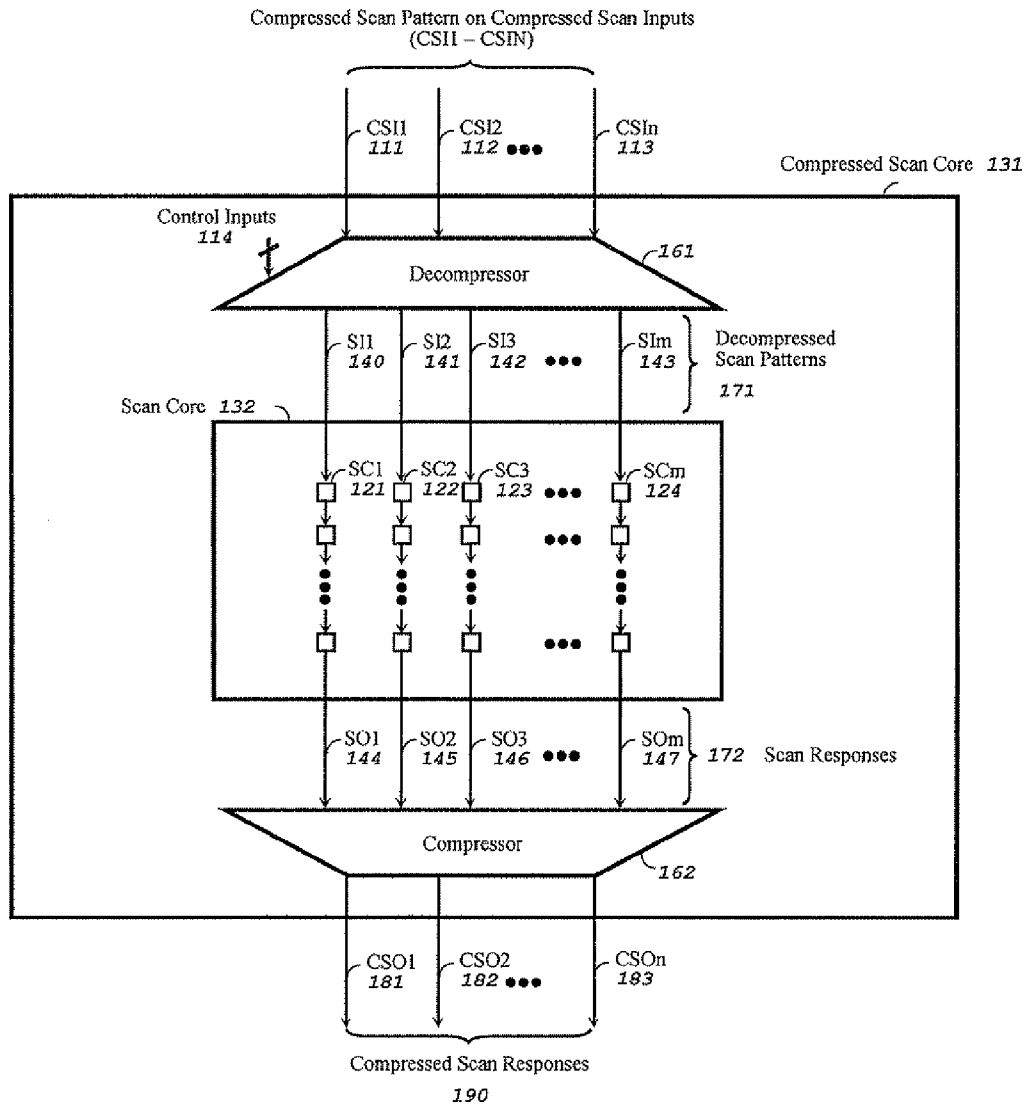 Compressed Scan Pattern on Compressed Scan Inputs
(CSI1 – CSIN)
CSI1
111
CSI2
112
CSIn
113
Compressed Scan Core 131
Control Inputs
114
161
Decompressor
SI1
140
SI2
141
SI3
142
SIm
143
Decompressed
Scan Patterns
171
Scan Core 132
SC1
121
SC2
122
SC3
123
SCm
124
SO1
144
SO2
145
SO3
146
SOm
147
172 Scan Responses
Compressor
162
CSO1
181
CSO2
182
CSOn
183
Compressed Scan Responses
190